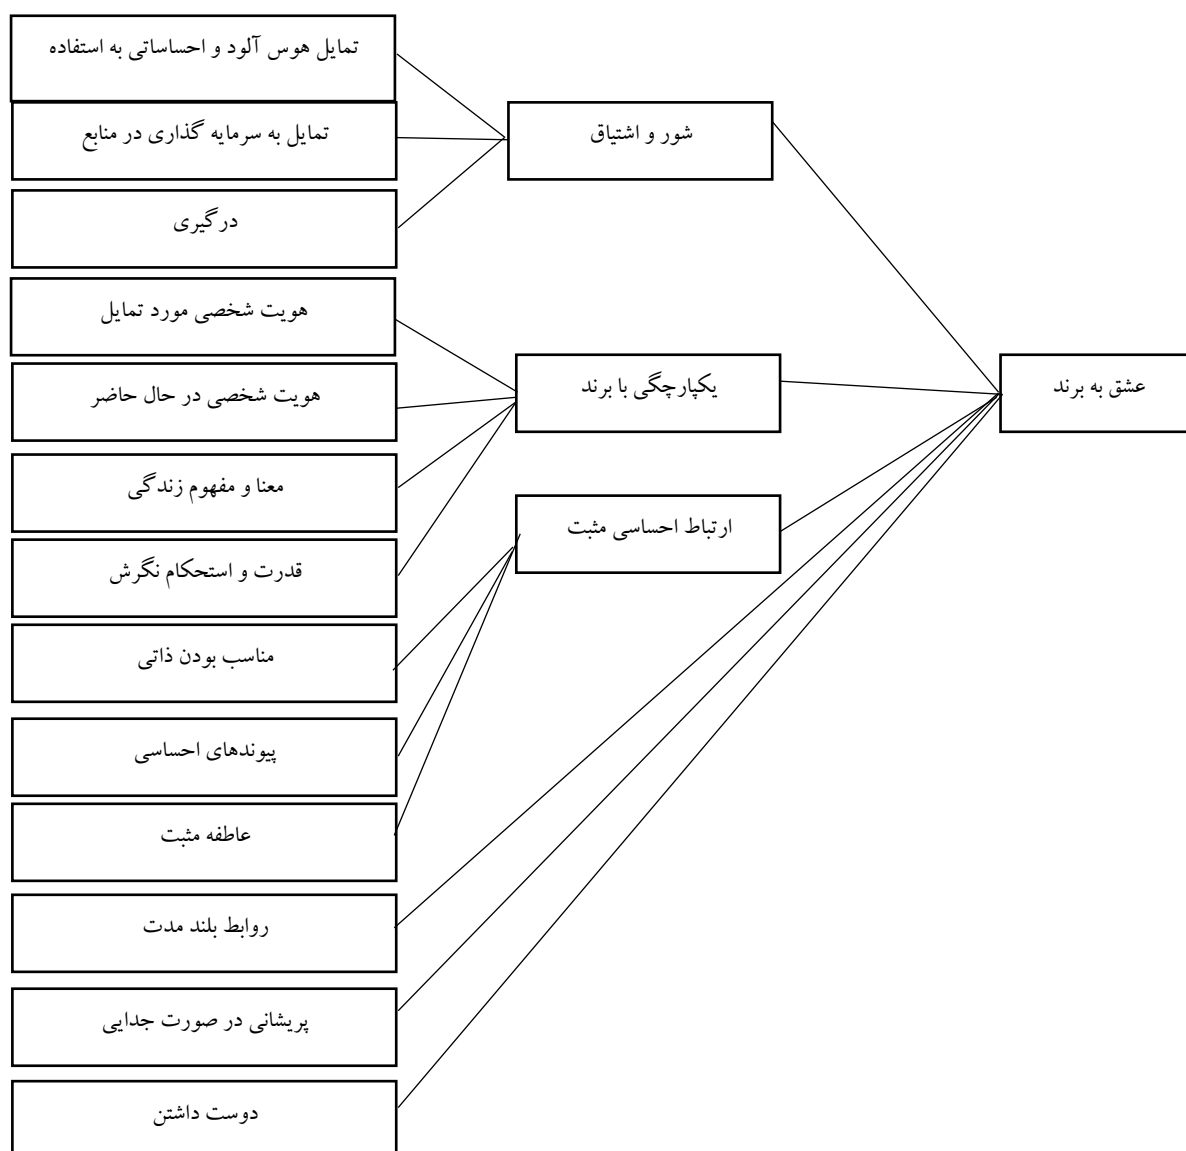 تمایل هوس آلود و احساساتی به استفاده
تمایل به سرمایه گذاری در منابع
شور و اشتیاق
درگیری
هویت شخصی مورد تمایل
هویت شخصی در حال حاضر
یکپارچگی با برند
عشق به برند
معنا و مفهوم زندگی
ارتباط احساسی مثبت
قدرت و استحکام نگرش
مناسب بودن ذاتی
پیوندهای احساسی
عاطفه مثبت
روابط بلند مدت
پریشانی در صورت جدایی
دوست داشتن